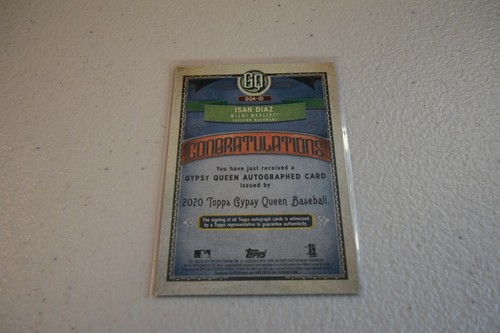 GQ
GQA-ID
ISAN DIAZ
MIAMI MARLINS®
SECOND BASEMAN
CONGRATULATIONS
You have just received a
GYPSY QUEEN AUTOGRAPHED CARD
issued by
2020 Topps Gypsy Queen Baseball.
The signing of all Topps autograph cards is witnessed
by a Topps representative to guarantee authenticity.
Topps